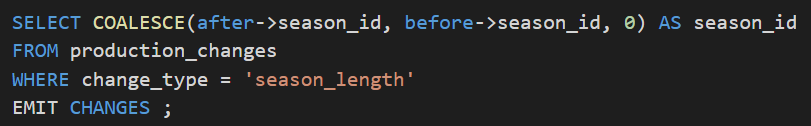 SELECT COALESCE(after->season_id, before->season_id, 0) AS season_id
FROM production_changes
WHERE change_type = 'season_length'
EMIT CHANGES ;